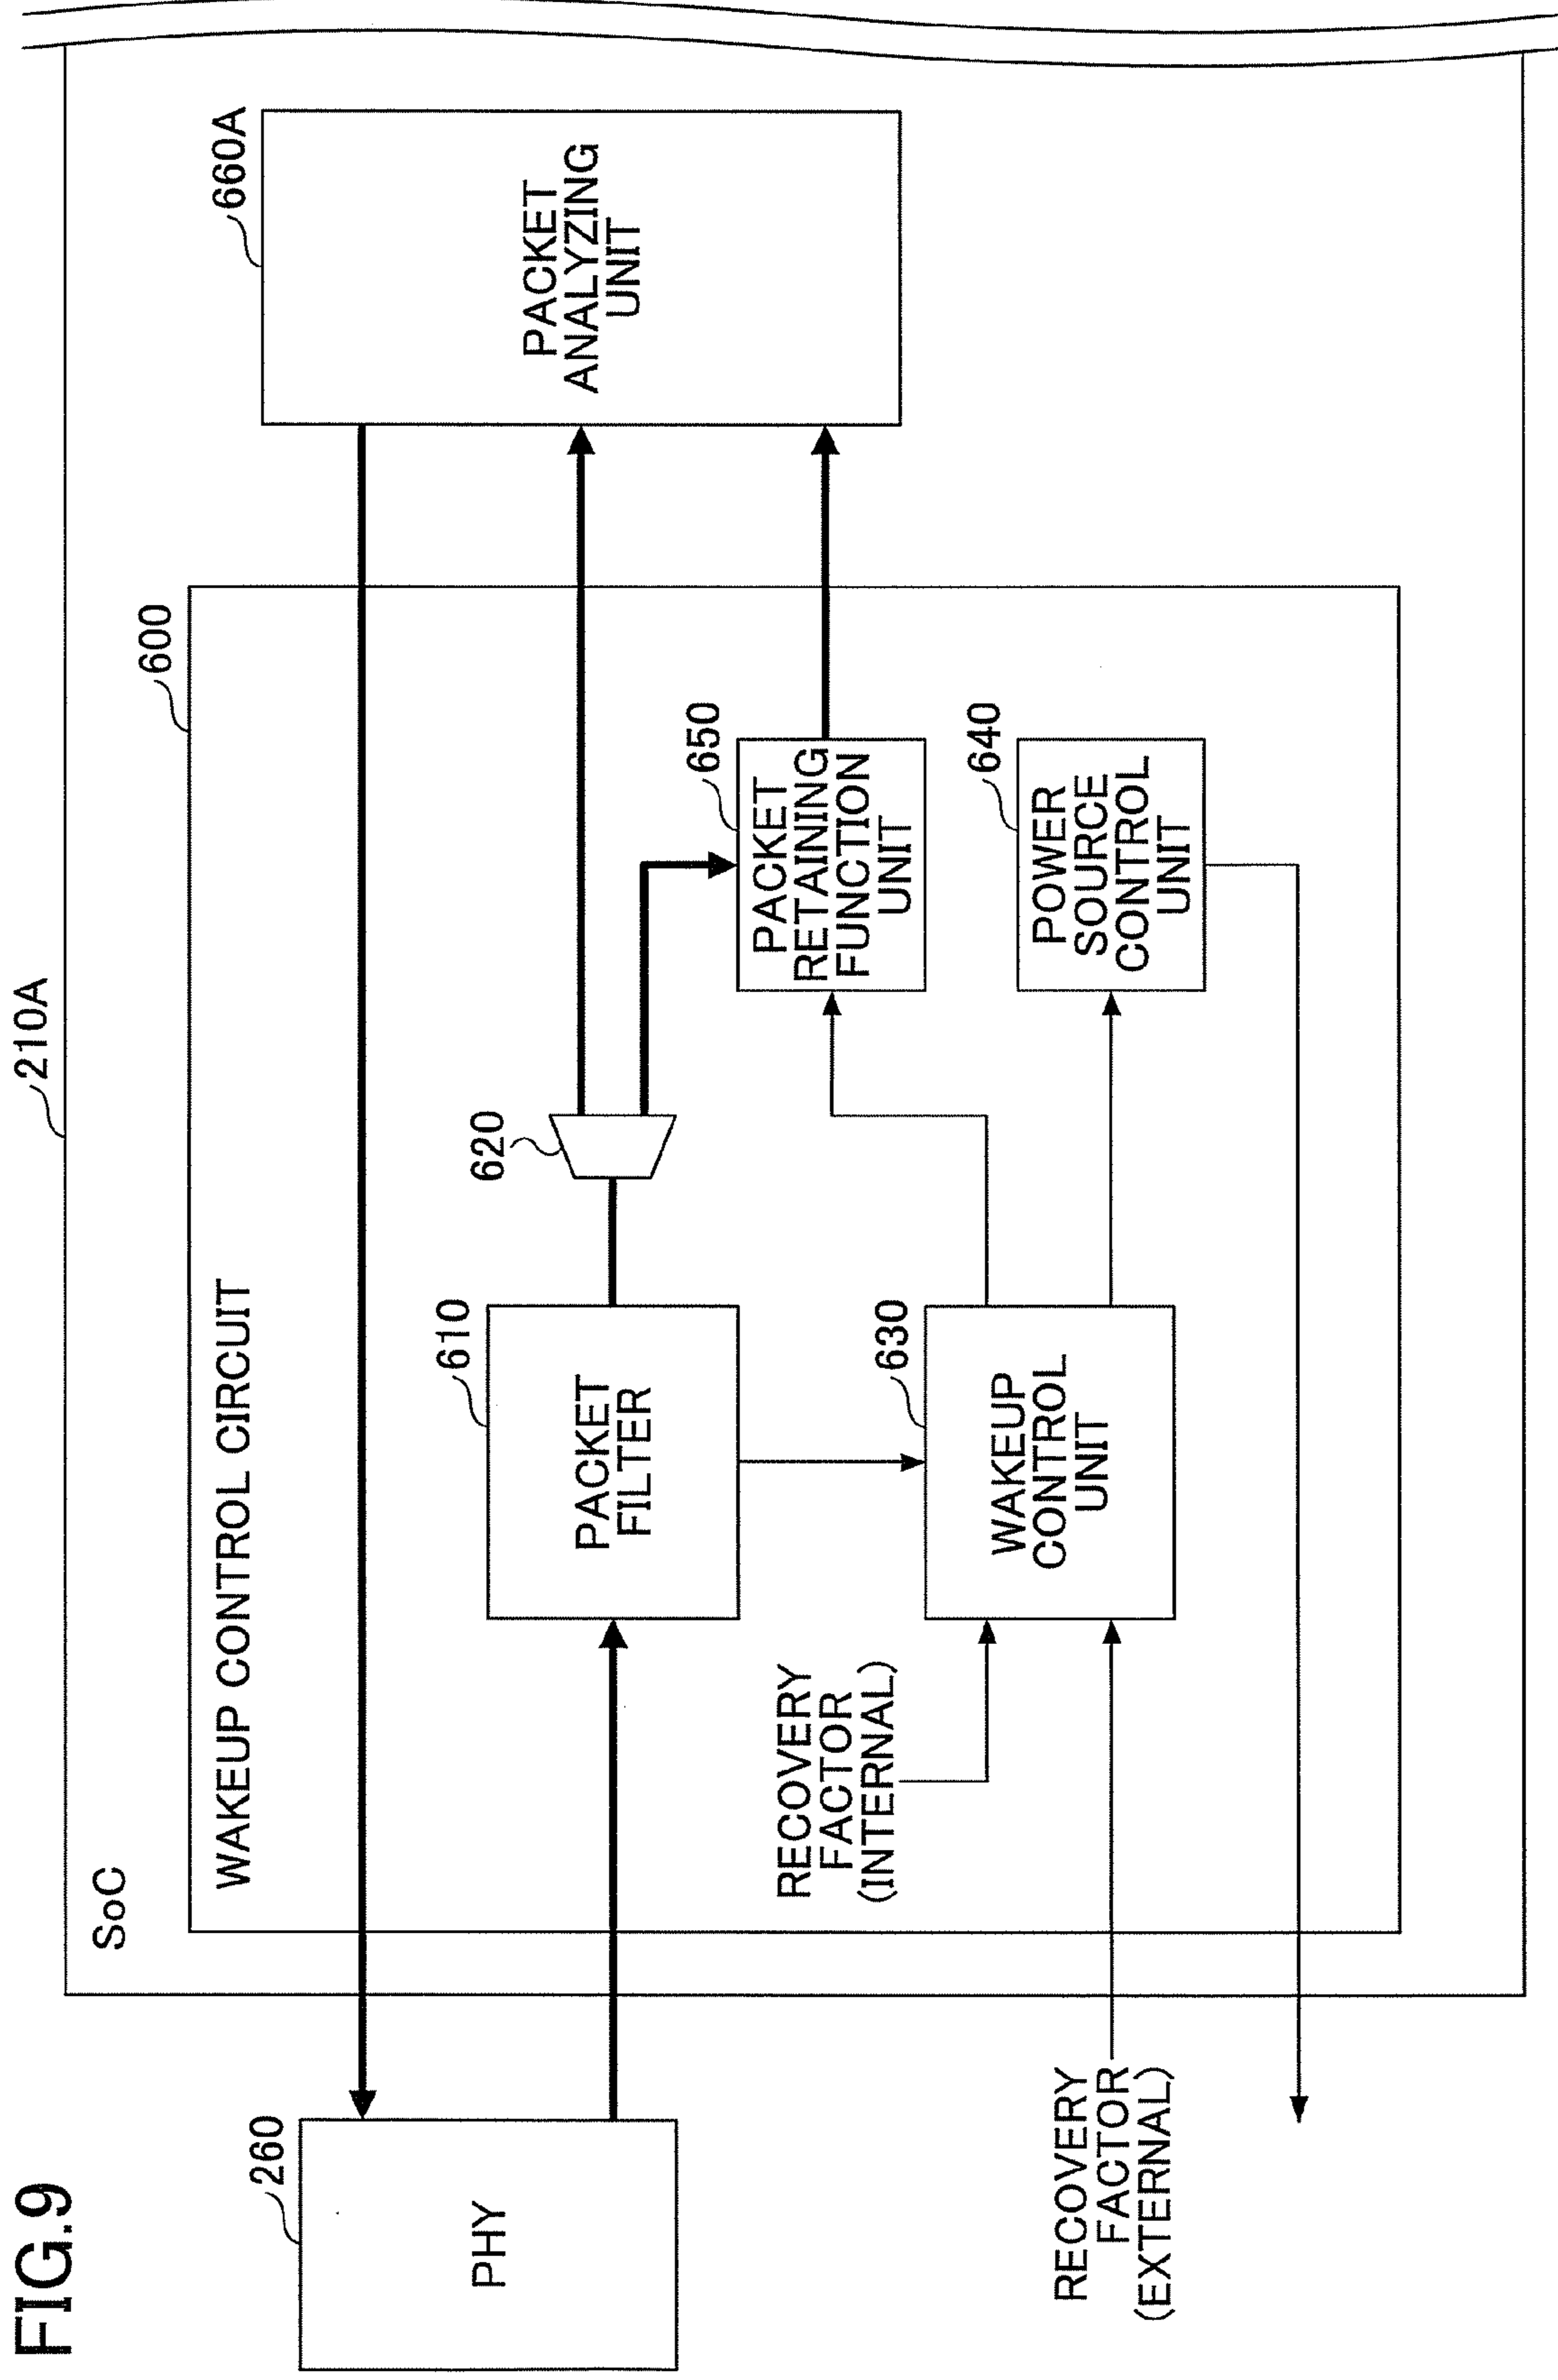 FIG.9
210A
SoC
600
WAKEUP CONTROL CIRCUIT
260
PHY
660A
PACKET
ANALYZING
UNIT
610
PACKET
FILTER
620
650
PACKET
RETAINING
FUNCTION
UNIT
RECOVERY
FACTOR
(INTERNAL)
630
WAKEUP
CONTROL
UNIT
640
POWER
SOURCE
CONTROL
UNIT
RECOVERY
FACTOR
(EXTERNAL)